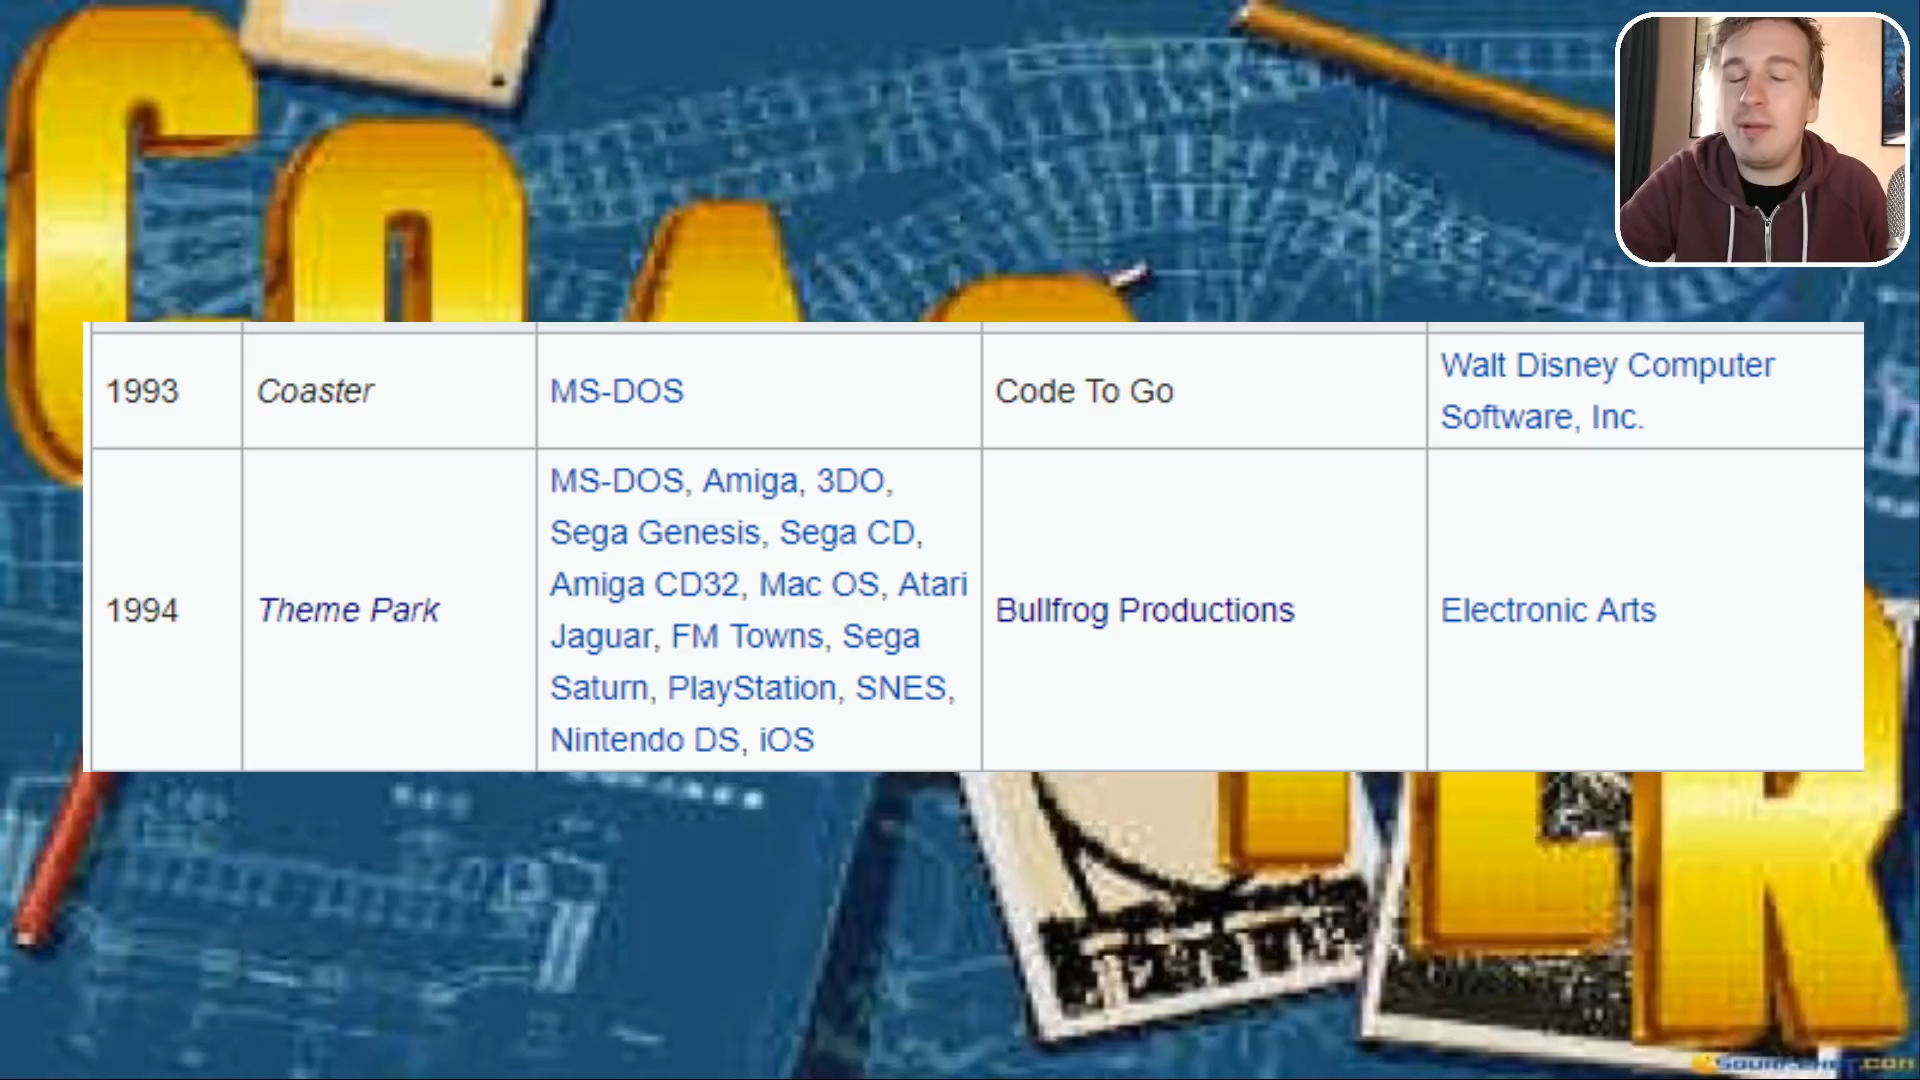 COAS
1993
Coaster
MS-DOS
Code To Go
Walt Disney Computer
Software, Inc.
1994
Theme Park
MS-DOS, Amiga, 3DO,
Sega Genesis, Sega CD,
Amiga CD32, Mac OS, Atari
Jaguar, FM Towns, Sega
Saturn, PlayStation, SNES,
Nintendo DS, iOS
Bullfrog Productions
Electronic Arts
TER